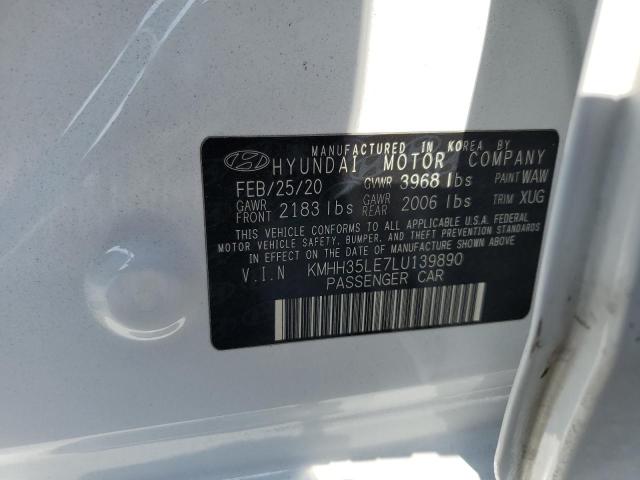 MANUFACTURED IN KOREA BY
HYUNDAI MOTOR COMPANY
FEB/25/20 GVWR 3968 lbs PAINT WAW
GAWR FRONT 2183 lbs GAWR REAR 2006 lbs TRIM XUG
THIS VEHICLE CONFORMS TO ALL APPLICABLE U.S.A. FEDERAL
MOTOR VEHICLE SAFETY, BUMPER, AND THEFT PREVENTION STANDARDS
IN EFFECT ON THE DATE OF MANUFACTURE SHOWN ABOVE.
V.I.N KMHH35LE7LU139890
PASSENGER CAR